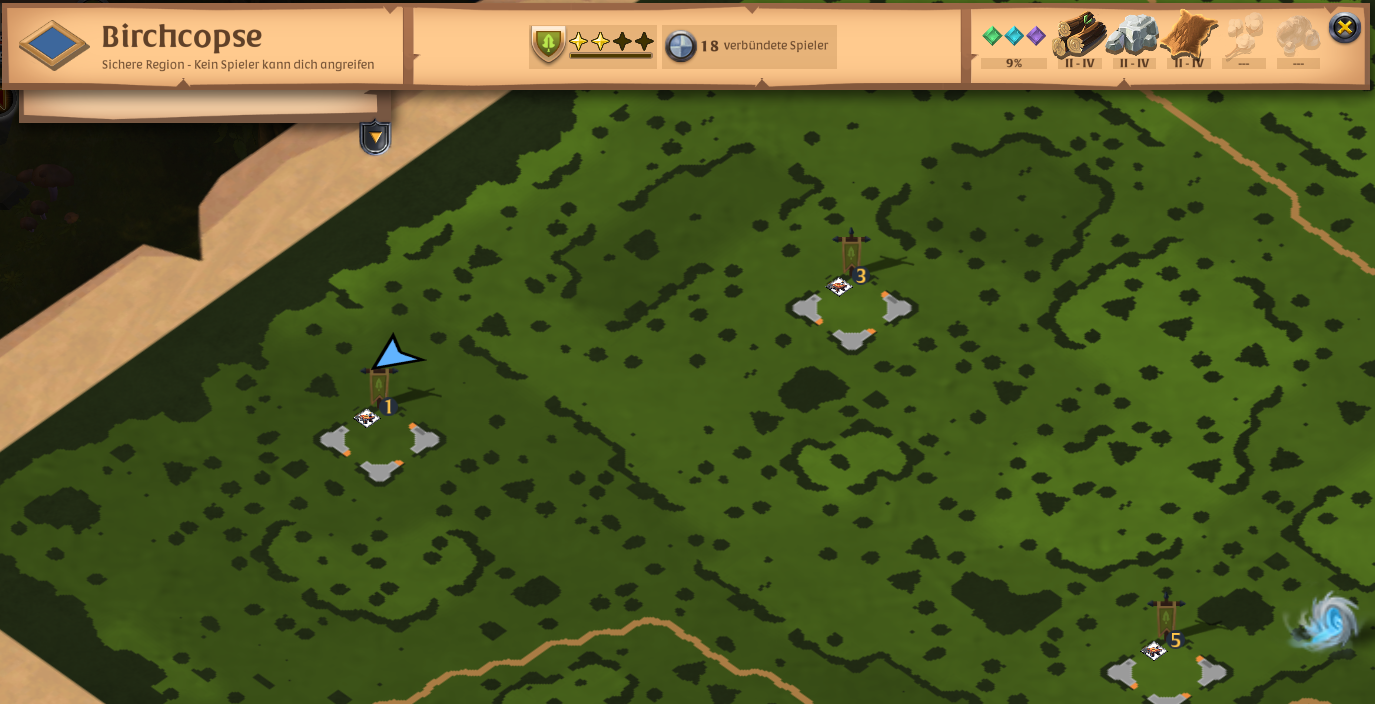 Birchcopse
Sichere Region - Kein Spieler kann dich angreifen
18 verbündete Spieler
9% II - IV II - IV II - IV --- ---
3
1
5